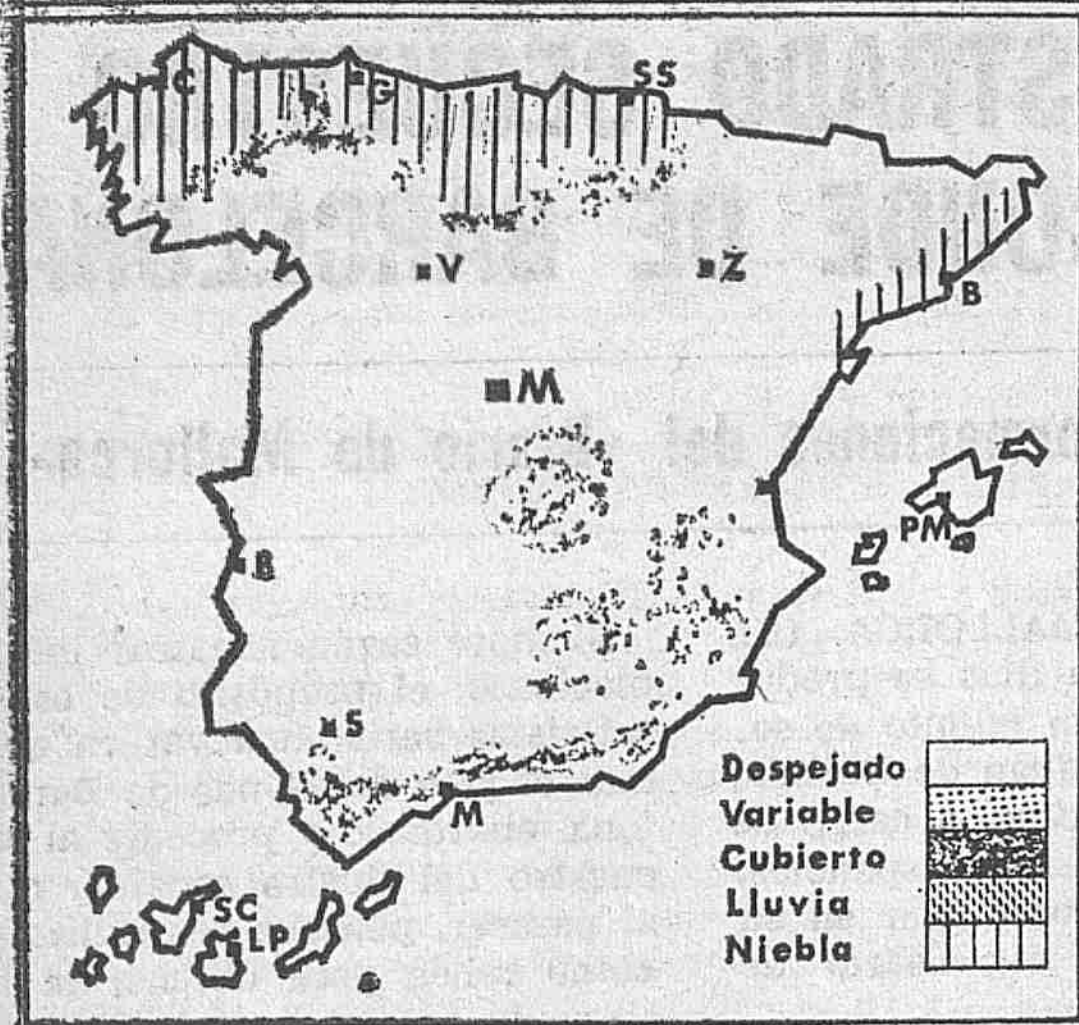 C
G
SS
V
Z
B
M
PM
B
S
M
SC
LP
Despejado
Variable
Cubierto
Lluvia
Niebla